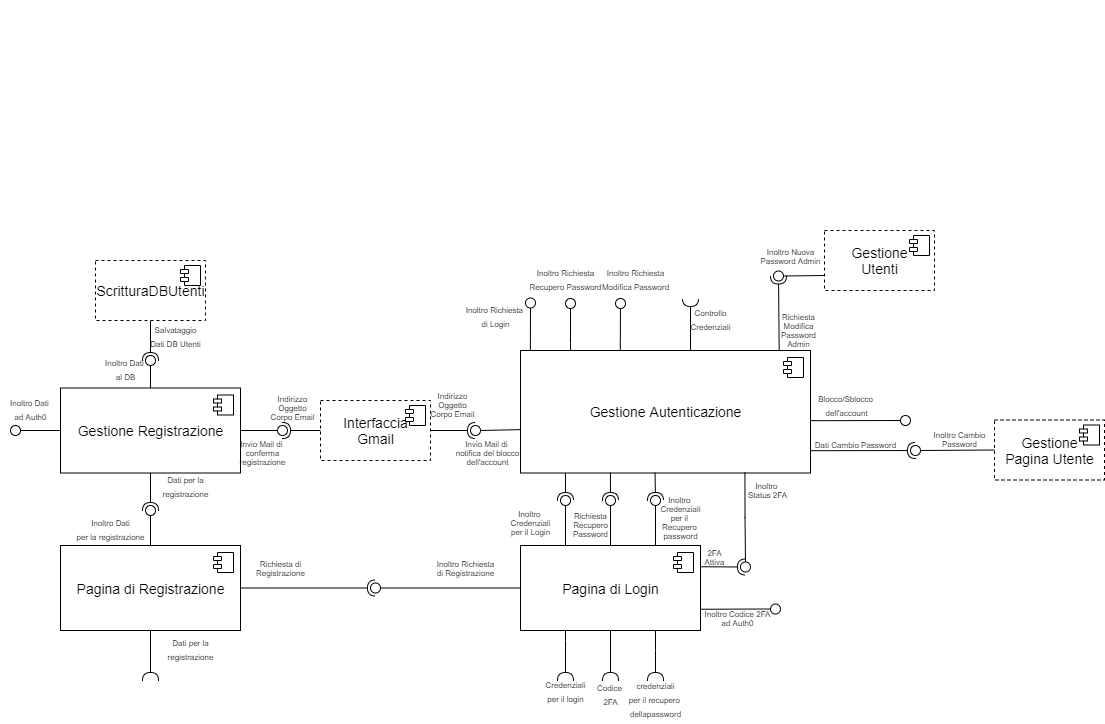 Inoltro Nuova
Password Admin
Gestione
Utenti
ScritturaDBUtenti
Inoltro Richiesta
Recupero Password
Inoltro Richiesta
Modifica Password
Inoltro Richiesta
di Login
Controllo
Credenziali
Richiesta
Modifica
Password
Admin
Salvataggio
Dati DB Utenti
Inoltro Dati
al DB
Inoltro Dati
ad Auth0
Gestione Registrazione
Indirizzo
Oggetto
Corpo Email
Invio Mail di
conferma
registrazione
Interfaccia
Gmail
Indirizzo
Oggetto
Corpo Email
Invio Mail di
notifica del blocco
dell'account
Gestione Autenticazione
Blocco/Sblocco
dell'account
Dati Cambio Password
Inoltro Cambio
Password
Gestione
Pagina Utente
Dati per la
registrazione
Inoltro Dati
per la registrazione
Inoltro
Credenziali
per il Login
Richiesta
Recupero
Password
Inoltro
Credenziali
per il
Recupero
password
Inoltro
Status 2FA
Pagina di Registrazione
Richiesta di
Registrazione
Inoltro Richiesta
di Registrazione
Pagina di Login
2FA
Attiva
Inoltro Codice 2FA
ad Auth0
Dati per la
registrazione
Credenziali
per il login
Codice
2FA
credenziali
per il recupero
dellapassword